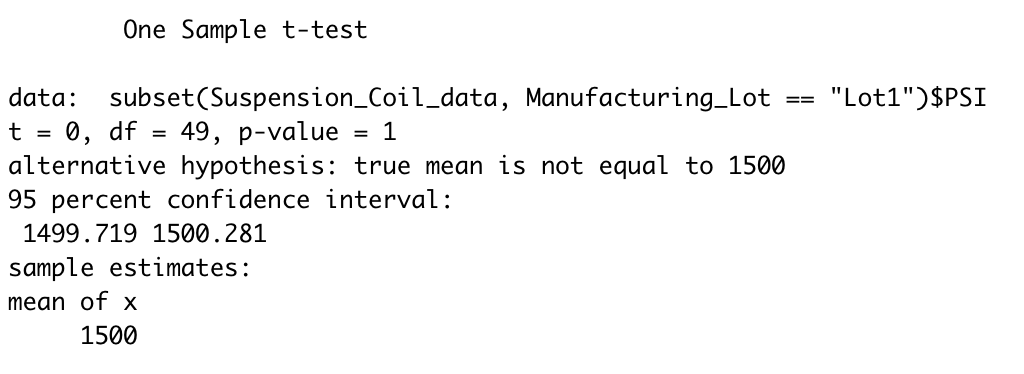 One Sample t-test
data:  subset(Suspension_Coil_data, Manufacturing_Lot == "Lot1")$PSI
t = 0, df = 49, p-value = 1
alternative hypothesis: true mean is not equal to 1500
95 percent confidence interval:
 1499.719 1500.281
sample estimates:
mean of x
     1500